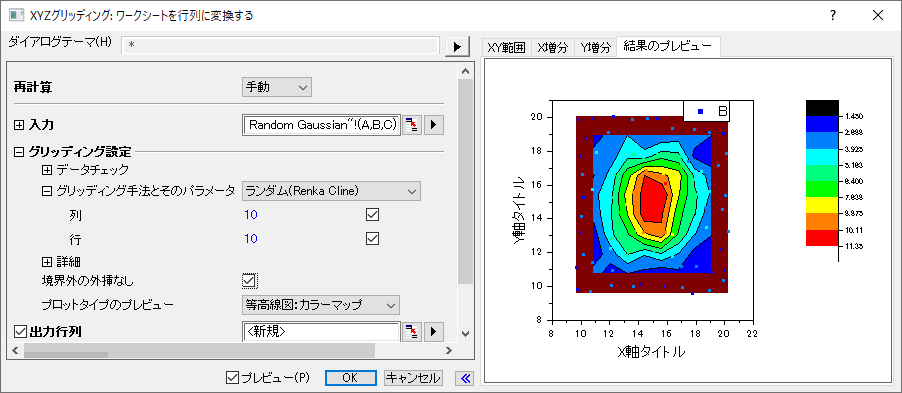 XYZグリッディング: ワークシートを行列に変換する
ダイアログテーマ(H) *
再計算 手動
入力 Random Gaussian"!(A,B,C)
グリッディング設定
データチェック
グリッディング手法とそのパラメータ ランダム(Renka Cline)
列 10
行 10
詳細
境界外の外挿なし
プロットタイプのプレビュー 等高線図:カラーマップ
出力行列 <新規>
プレビュー(P) OK キャンセル
XY範囲 X増分 Y増分 結果のプレビュー
B
20
18
16
14
12
10
8
Y軸タイトル
8 10 12 14 16 18 20 22
X軸タイトル
1.450
3.925
6.400
7.638
10.11
11.35